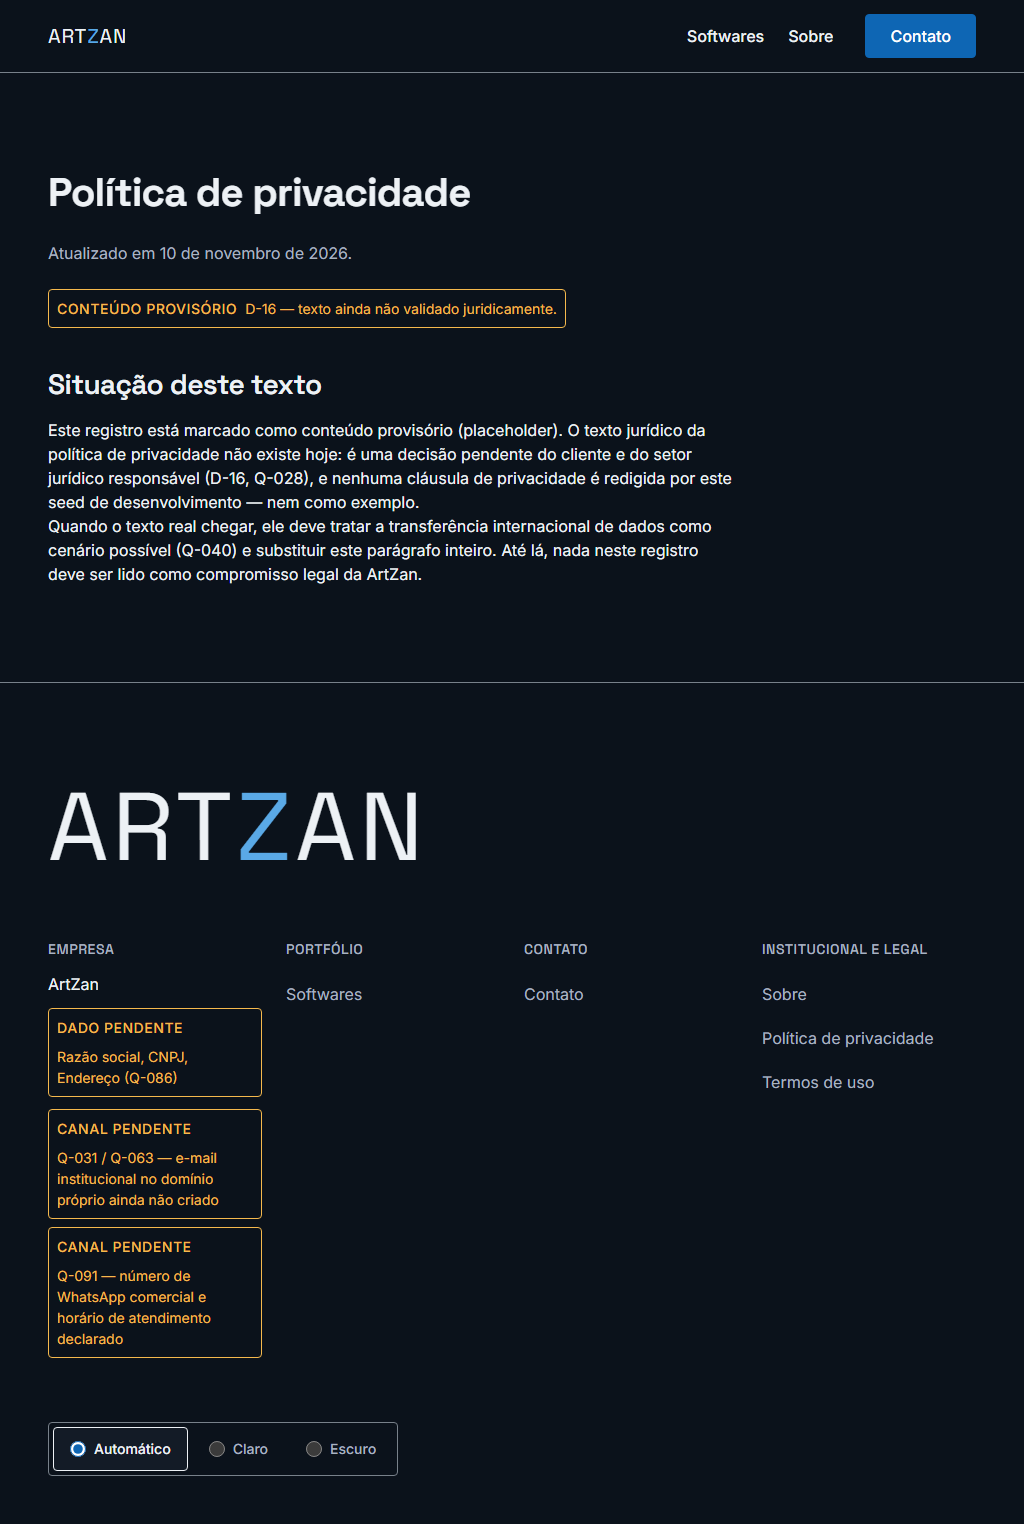 ARTZAN
Softwares
Sobre
Contato
Política de privacidade
Atualizado em 10 de novembro de 2026.
CONTEÚDO PROVISÓRIO D-16 — texto ainda não validado juridicamente.
Situação deste texto
Este registro está marcado como conteúdo provisório (placeholder). O texto jurídico da
política de privacidade não existe hoje: é uma decisão pendente do cliente e do setor
jurídico responsável (D-16, Q-028), e nenhuma cláusula de privacidade é redigida por este
seed de desenvolvimento — nem como exemplo.
Quando o texto real chegar, ele deve tratar a transferência internacional de dados como
cenário possível (Q-040) e substituir este parágrafo inteiro. Até lá, nada neste registro
deve ser lido como compromisso legal da ArtZan.
ARTZAN
EMPRESA
ArtZan
DADO PENDENTE
Razão social, CNPJ,
Endereço (Q-086)
CANAL PENDENTE
Q-031 / Q-063 — e-mail
institucional no domínio
próprio ainda não criado
CANAL PENDENTE
Q-091 — número de
WhatsApp comercial e
horário de atendimento
declarado
PORTFÓLIO
Softwares
CONTATO
Contato
INSTITUCIONAL E LEGAL
Sobre
Política de privacidade
Termos de uso
Automático
Claro
Escuro